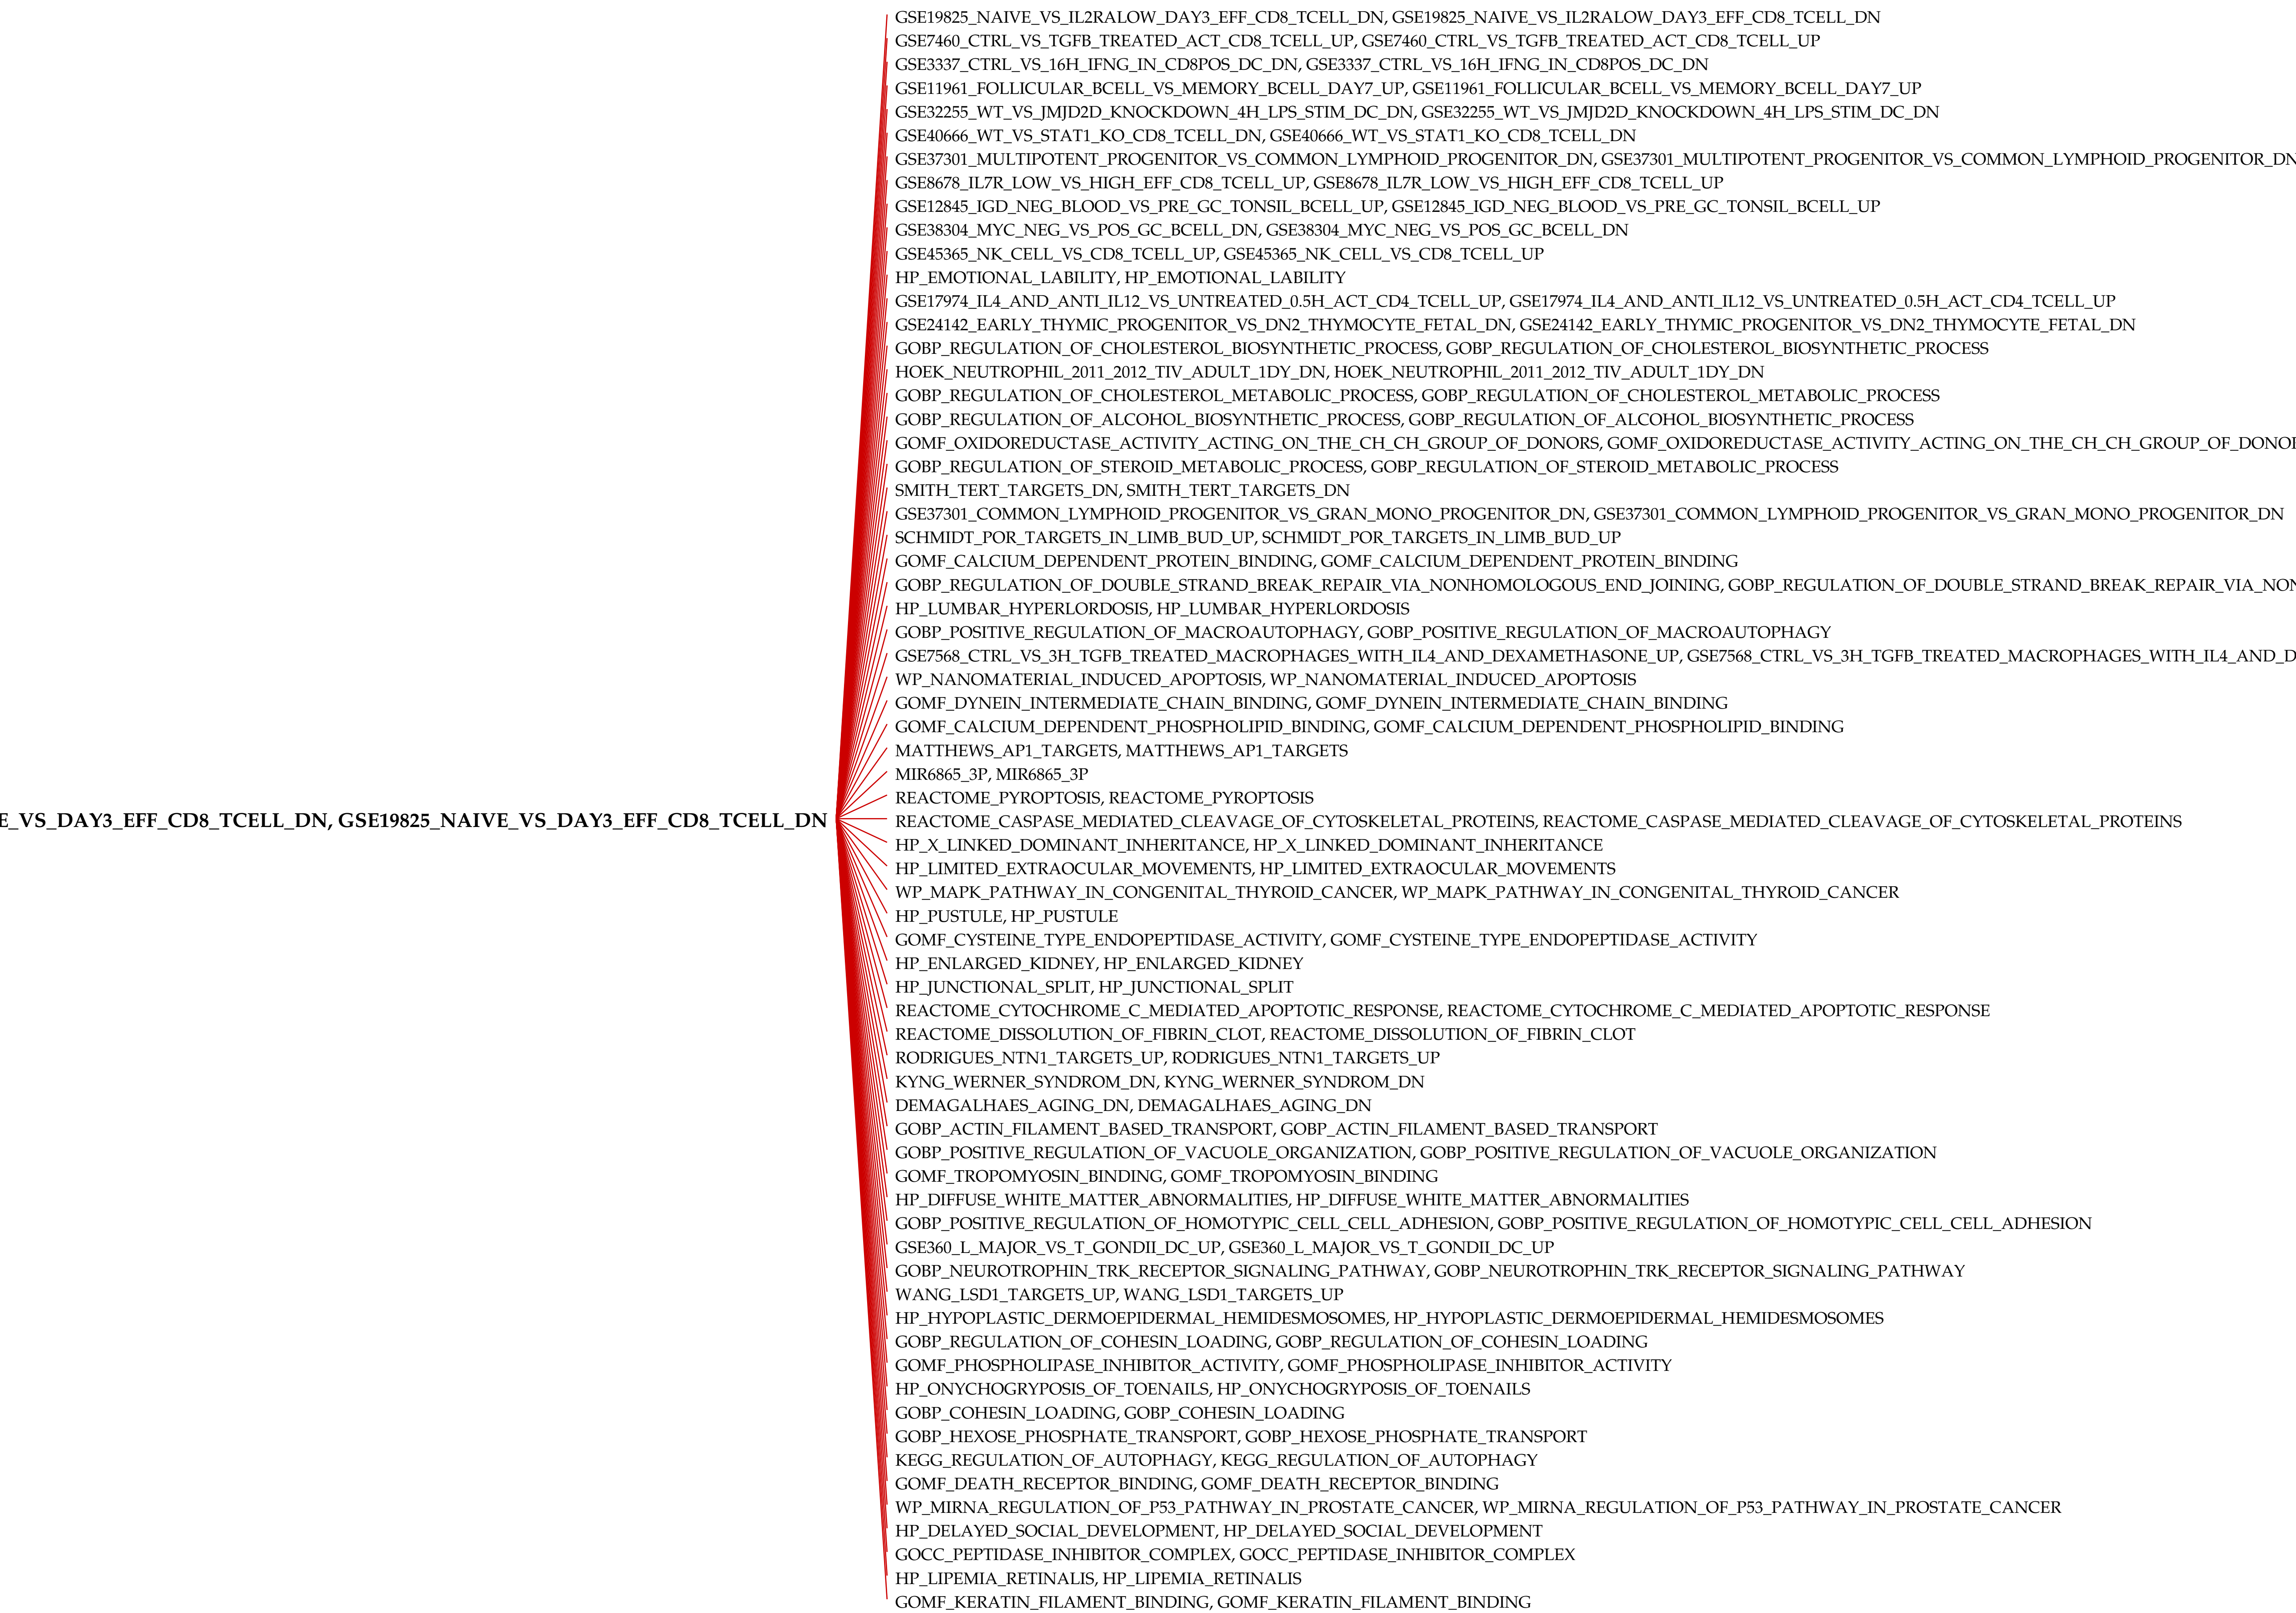 GSE19825_NAIVE_VS_IL2RALOW_DAY3_EFF_CD8_TCELL_DN, GSE19825_NAIVE_VS_IL2RALOW_DAY3_EFF_CD8_TCELL_DN
GSE7460_CTRL_VS_TGFB_TREATED_ACT_CD8_TCELL_UP, GSE7460_CTRL_VS_TGFB_TREATED_ACT_CD8_TCELL_UP
GSE3337_CTRL_VS_16H_IFNG_IN_CD8POS_DC_DN, GSE3337_CTRL_VS_16H_IFNG_IN_CD8POS_DC_DN
GSE11961_FOLLICULAR_BCELL_VS_MEMORY_BCELL_DAY7_UP, GSE11961_FOLLICULAR_BCELL_VS_MEMORY_BCELL_DAY7_UP
GSE32255_WT_VS_JMJD2D_KNOCKDOWN_4H_LPS_STIM_DC_DN, GSE32255_WT_VS_JMJD2D_KNOCKDOWN_4H_LPS_STIM_DC_DN
GSE40666_WT_VS_STAT1_KO_CD8_TCELL_DN, GSE40666_WT_VS_STAT1_KO_CD8_TCELL_DN
GSE37301_MULTIPOTENT_PROGENITOR_VS_COMMON_LYMPHOID_PROGENITOR_DN, GSE37301_MULTIPOTENT_PROGENITOR_VS_COMMON_LYMPHOID_PROGENITOR_DN
GSE8678_IL7R_LOW_VS_HIGH_EFF_CD8_TCELL_UP, GSE8678_IL7R_LOW_VS_HIGH_EFF_CD8_TCELL_UP
GSE12845_IGD_NEG_BLOOD_VS_PRE_GC_TONSIL_BCELL_UP, GSE12845_IGD_NEG_BLOOD_VS_PRE_GC_TONSIL_BCELL_UP
GSE38304_MYC_NEG_VS_POS_GC_BCELL_DN, GSE38304_MYC_NEG_VS_POS_GC_BCELL_DN
GSE45365_NK_CELL_VS_CD8_TCELL_UP, GSE45365_NK_CELL_VS_CD8_TCELL_UP
HP_EMOTIONAL_LABILITY, HP_EMOTIONAL_LABILITY
GSE17974_IL4_AND_ANTI_IL12_VS_UNTREATED_0.5H_ACT_CD4_TCELL_UP, GSE17974_IL4_AND_ANTI_IL12_VS_UNTREATED_0.5H_ACT_CD4_TCELL_UP
GSE24142_EARLY_THYMIC_PROGENITOR_VS_DN2_THYMOCYTE_FETAL_DN, GSE24142_EARLY_THYMIC_PROGENITOR_VS_DN2_THYMOCYTE_FETAL_DN
GOBP_REGULATION_OF_CHOLESTEROL_BIOSYNTHETIC_PROCESS, GOBP_REGULATION_OF_CHOLESTEROL_BIOSYNTHETIC_PROCESS
HOEK_NEUTROPHIL_2011_2012_TIV_ADULT_1DY_DN, HOEK_NEUTROPHIL_2011_2012_TIV_ADULT_1DY_DN
GOBP_REGULATION_OF_CHOLESTEROL_METABOLIC_PROCESS, GOBP_REGULATION_OF_CHOLESTEROL_METABOLIC_PROCESS
GOBP_REGULATION_OF_ALCOHOL_BIOSYNTHETIC_PROCESS, GOBP_REGULATION_OF_ALCOHOL_BIOSYNTHETIC_PROCESS
GOMF_OXIDOREDUCTASE_ACTIVITY_ACTING_ON_THE_CH_CH_GROUP_OF_DONORS, GOMF_OXIDOREDUCTASE_ACTIVITY_ACTING_ON_THE_CH_CH_GROUP_OF_DONO
GOBP_REGULATION_OF_STEROID_METABOLIC_PROCESS, GOBP_REGULATION_OF_STEROID_METABOLIC_PROCESS
SMITH_TERT_TARGETS_DN, SMITH_TERT_TARGETS_DN
GSE37301_COMMON_LYMPHOID_PROGENITOR_VS_GRAN_MONO_PROGENITOR_DN, GSE37301_COMMON_LYMPHOID_PROGENITOR_VS_GRAN_MONO_PROGENITOR_DN
SCHMIDT_POR_TARGETS_IN_LIMB_BUD_UP, SCHMIDT_POR_TARGETS_IN_LIMB_BUD_UP
GOMF_CALCIUM_DEPENDENT_PROTEIN_BINDING, GOMF_CALCIUM_DEPENDENT_PROTEIN_BINDING
GOBP_REGULATION_OF_DOUBLE_STRAND_BREAK_REPAIR_VIA_NONHOMOLOGOUS_END_JOINING, GOBP_REGULATION_OF_DOUBLE_STRAND_BREAK_REPAIR_VIA_NON
HP_LUMBAR_HYPERLORDOSIS, HP_LUMBAR_HYPERLORDOSIS
GOBP_POSITIVE_REGULATION_OF_MACROAUTOPHAGY, GOBP_POSITIVE_REGULATION_OF_MACROAUTOPHAGY
GSE7568_CTRL_VS_3H_TGFB_TREATED_MACROPHAGES_WITH_IL4_AND_DEXAMETHASONE_UP, GSE7568_CTRL_VS_3H_TGFB_TREATED_MACROPHAGES_WITH_IL4_AND_D
WP_NANOMATERIAL_INDUCED_APOPTOSIS, WP_NANOMATERIAL_INDUCED_APOPTOSIS
GOMF_DYNEIN_INTERMEDIATE_CHAIN_BINDING, GOMF_DYNEIN_INTERMEDIATE_CHAIN_BINDING
GOMF_CALCIUM_DEPENDENT_PHOSPHOLIPID_BINDING, GOMF_CALCIUM_DEPENDENT_PHOSPHOLIPID_BINDING
MATTHEWS_AP1_TARGETS, MATTHEWS_AP1_TARGETS
MIR6865_3P, MIR6865_3P
REACTOME_PYROPTOSIS, REACTOME_PYROPTOSIS
E_VS_DAY3_EFF_CD8_TCELL_DN, GSE19825_NAIVE_VS_DAY3_EFF_CD8_TCELL_DN
REACTOME_CASPASE_MEDIATED_CLEAVAGE_OF_CYTOSKELETAL_PROTEINS, REACTOME_CASPASE_MEDIATED_CLEAVAGE_OF_CYTOSKELETAL_PROTEINS
HP_X_LINKED_DOMINANT_INHERITANCE, HP_X_LINKED_DOMINANT_INHERITANCE
HP_LIMITED_EXTRAOCULAR_MOVEMENTS, HP_LIMITED_EXTRAOCULAR_MOVEMENTS
WP_MAPK_PATHWAY_IN_CONGENITAL_THYROID_CANCER, WP_MAPK_PATHWAY_IN_CONGENITAL_THYROID_CANCER
HP_PUSTULE, HP_PUSTULE
GOMF_CYSTEINE_TYPE_ENDOPEPTIDASE_ACTIVITY, GOMF_CYSTEINE_TYPE_ENDOPEPTIDASE_ACTIVITY
HP_ENLARGED_KIDNEY, HP_ENLARGED_KIDNEY
HP_JUNCTIONAL_SPLIT, HP_JUNCTIONAL_SPLIT
REACTOME_CYTOCHROME_C_MEDIATED_APOPTOTIC_RESPONSE, REACTOME_CYTOCHROME_C_MEDIATED_APOPTOTIC_RESPONSE
REACTOME_DISSOLUTION_OF_FIBRIN_CLOT, REACTOME_DISSOLUTION_OF_FIBRIN_CLOT
RODRIGUES_NTN1_TARGETS_UP, RODRIGUES_NTN1_TARGETS_UP
KYNG_WERNER_SYNDROM_DN, KYNG_WERNER_SYNDROM_DN
DEMAGALHAES_AGING_DN, DEMAGALHAES_AGING_DN
GOBP_ACTIN_FILAMENT_BASED_TRANSPORT, GOBP_ACTIN_FILAMENT_BASED_TRANSPORT
GOBP_POSITIVE_REGULATION_OF_VACUOLE_ORGANIZATION, GOBP_POSITIVE_REGULATION_OF_VACUOLE_ORGANIZATION
GOMF_TROPOMYOSIN_BINDING, GOMF_TROPOMYOSIN_BINDING
HP_DIFFUSE_WHITE_MATTER_ABNORMALITIES, HP_DIFFUSE_WHITE_MATTER_ABNORMALITIES
GOBP_POSITIVE_REGULATION_OF_HOMOTYPIC_CELL_CELL_ADHESION, GOBP_POSITIVE_REGULATION_OF_HOMOTYPIC_CELL_CELL_ADHESION
GSE360_L_MAJOR_VS_T_GONDII_DC_UP, GSE360_L_MAJOR_VS_T_GONDII_DC_UP
GOBP_NEUROTROPHIN_TRK_RECEPTOR_SIGNALING_PATHWAY, GOBP_NEUROTROPHIN_TRK_RECEPTOR_SIGNALING_PATHWAY
WANG_LSD1_TARGETS_UP, WANG_LSD1_TARGETS_UP
HP_HYPOPLASTIC_DERMOEPIDERMAL_HEMIDESMOSOMES, HP_HYPOPLASTIC_DERMOEPIDERMAL_HEMIDESMOSOMES
GOBP_REGULATION_OF_COHESIN_LOADING, GOBP_REGULATION_OF_COHESIN_LOADING
GOMF_PHOSPHOLIPASE_INHIBITOR_ACTIVITY, GOMF_PHOSPHOLIPASE_INHIBITOR_ACTIVITY
HP_ONYCHOGRYPOSIS_OF_TOENAILS, HP_ONYCHOGRYPOSIS_OF_TOENAILS
GOBP_COHESIN_LOADING, GOBP_COHESIN_LOADING
GOBP_HEXOSE_PHOSPHATE_TRANSPORT, GOBP_HEXOSE_PHOSPHATE_TRANSPORT
KEGG_REGULATION_OF_AUTOPHAGY, KEGG_REGULATION_OF_AUTOPHAGY
GOMF_DEATH_RECEPTOR_BINDING, GOMF_DEATH_RECEPTOR_BINDING
WP_MIRNA_REGULATION_OF_P53_PATHWAY_IN_PROSTATE_CANCER, WP_MIRNA_REGULATION_OF_P53_PATHWAY_IN_PROSTATE_CANCER
HP_DELAYED_SOCIAL_DEVELOPMENT, HP_DELAYED_SOCIAL_DEVELOPMENT
GOCC_PEPTIDASE_INHIBITOR_COMPLEX, GOCC_PEPTIDASE_INHIBITOR_COMPLEX
HP_LIPEMIA_RETINALIS, HP_LIPEMIA_RETINALIS
GOMF_KERATIN_FILAMENT_BINDING, GOMF_KERATIN_FILAMENT_BINDING